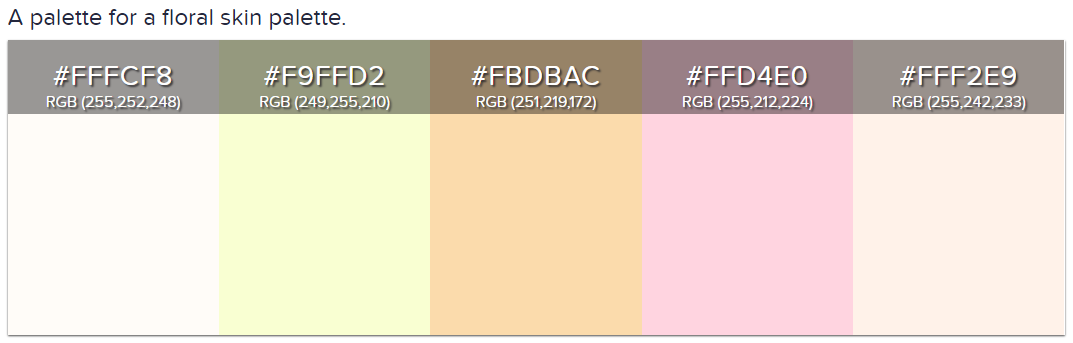 A palette for a floral skin palette.
#FFFCF8 #F9FFD2 #FBDBAC #FFD4E0 #FFF2E9
RGB (255,252,248) RGB (249,255,210) RGB (251,219,172) RGB (255,212,224) RGB (255,242,233)